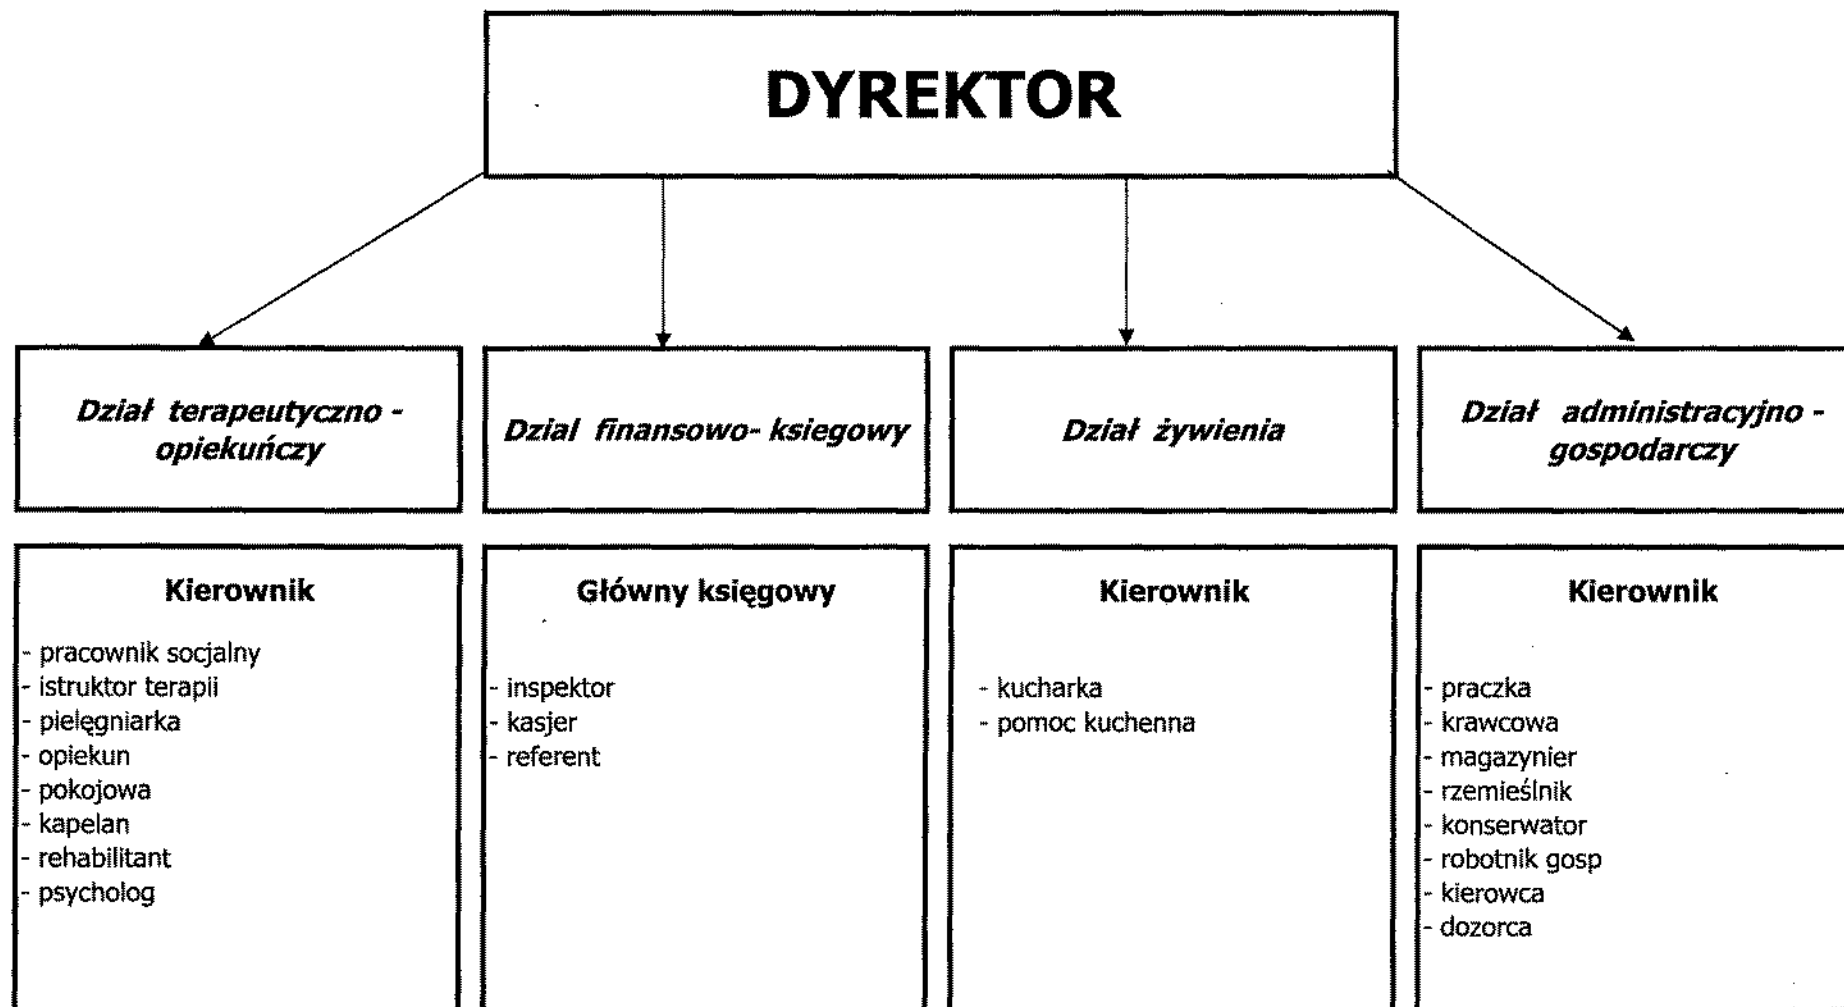 DYREKTOR
Dział terapeutyczno -
opiekuńczy
Dzial finansowo- ksiegowy
Dział żywienia
Dział administracyjno -
gospodarczy
Kierownik
- pracownik socjalny
- istruktor terapii
- pielęgniarka
- opiekun
- pokojowa
- kapelan
- rehabilitant
- psycholog
Główny księgowy
- inspektor
- kasjer
- referent
Kierownik
- kucharka
- pomoc kuchenna
Kierownik
- praczka
- krawcowa
- magazynier
- rzemieślnik
- konserwator
- robotnik gosp
- kierowca
- dozorca